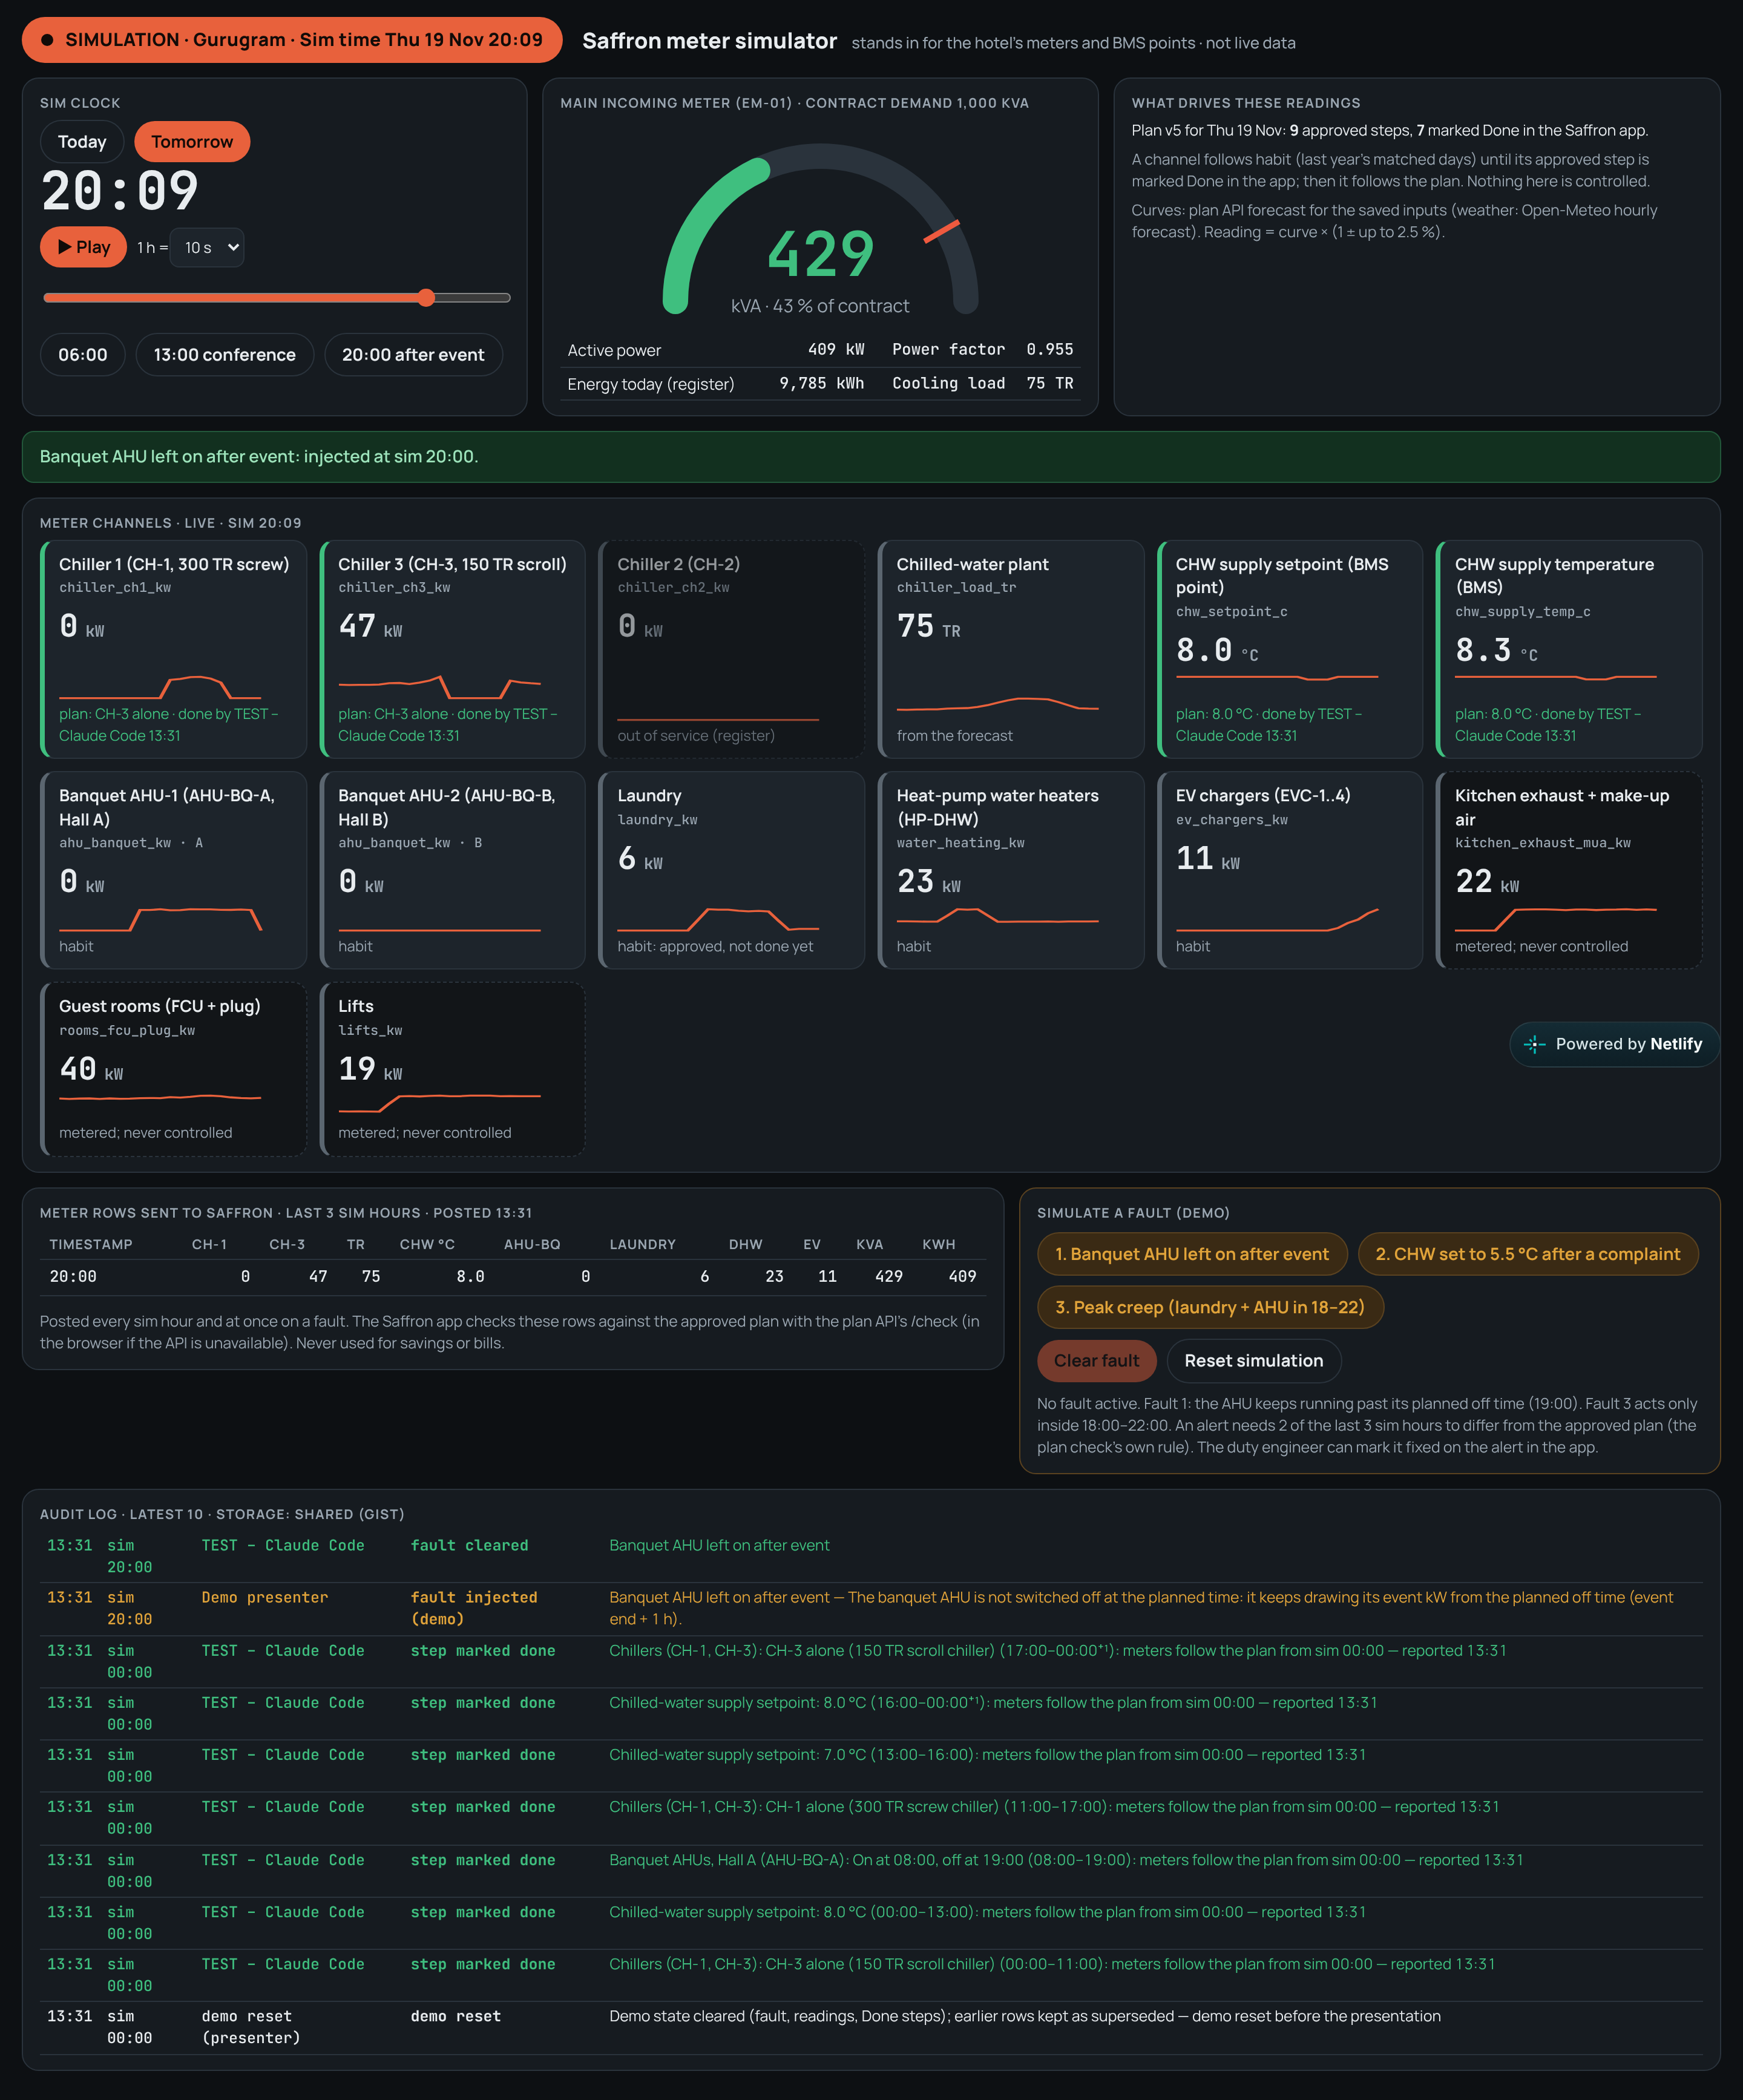 SIMULATION · Gurugram · Sim time Thu 19 Nov 20:09
Saffron meter simulator
stands in for the hotel's meters and BMS points · not live data
SIM CLOCK
Today
Tomorrow
20:09
▶ Play
1 h =
10 s
06:00
13:00 conference
20:00 after event
MAIN INCOMING METER (EM-01) · CONTRACT DEMAND 1,000 KVA
429
kVA · 43 % of contract
Active power 409 kW Power factor 0.955
Energy today (register) 9,785 kWh Cooling load 75 TR
WHAT DRIVES THESE READINGS
Plan v5 for Thu 19 Nov: 9 approved steps, 7 marked Done in the Saffron app.
A channel follows habit (last year's matched days) until its approved step is
marked Done in the app; then it follows the plan. Nothing here is controlled.
Curves: plan API forecast for the saved inputs (weather: Open-Meteo hourly
forecast). Reading = curve × (1 ± up to 2.5 %).
Banquet AHU left on after event: injected at sim 20:00.
METER CHANNELS · LIVE · SIM 20:09
Chiller 1 (CH-1, 300 TR screw)
chiller_ch1_kw
0 kW
plan: CH-3 alone · done by TEST –
Claude Code 13:31
Chiller 3 (CH-3, 150 TR scroll)
chiller_ch3_kw
47 kW
plan: CH-3 alone · done by TEST –
Claude Code 13:31
Chiller 2 (CH-2)
chiller_ch2_kw
0 kW
out of service (register)
Chilled-water plant
chiller_load_tr
75 TR
from the forecast
CHW supply setpoint (BMS
point)
chw_setpoint_c
8.0 °C
plan: 8.0 °C · done by TEST –
Claude Code 13:31
CHW supply temperature
(BMS)
chw_supply_temp_c
8.3 °C
plan: 8.0 °C · done by TEST –
Claude Code 13:31
Banquet AHU-1 (AHU-BQ-A,
Hall A)
ahu_banquet_kw · A
0 kW
habit
Banquet AHU-2 (AHU-BQ-B,
Hall B)
ahu_banquet_kw · B
0 kW
habit
Laundry
laundry_kw
6 kW
habit: approved, not done yet
Heat-pump water heaters
(HP-DHW)
water_heating_kw
23 kW
habit
EV chargers (EVC-1..4)
ev_chargers_kw
11 kW
habit
Kitchen exhaust + make-up
air
kitchen_exhaust_mua_kw
22 kW
metered; never controlled
Guest rooms (FCU + plug)
rooms_fcu_plug_kw
40 kW
metered; never controlled
Lifts
lifts_kw
19 kW
metered; never controlled
Powered by Netlify
METER ROWS SENT TO SAFFRON · LAST 3 SIM HOURS · POSTED 13:31
TIMESTAMP CH-1 CH-3 TR CHW °C AHU-BQ LAUNDRY DHW EV KVA KWH
20:00 0 47 75 8.0 0 6 23 11 429 409
Posted every sim hour and at once on a fault. The Saffron app checks these rows against the approved plan with the plan API's /check (in
the browser if the API is unavailable). Never used for savings or bills.
SIMULATE A FAULT (DEMO)
1. Banquet AHU left on after event
2. CHW set to 5.5 °C after a complaint
3. Peak creep (laundry + AHU in 18–22)
Clear fault
Reset simulation
No fault active. Fault 1: the AHU keeps running past its planned off time (19:00). Fault 3 acts only
inside 18:00–22:00. An alert needs 2 of the last 3 sim hours to differ from the approved plan (the
plan check's own rule). The duty engineer can mark it fixed on the alert in the app.
AUDIT LOG · LATEST 10 · STORAGE: SHARED (GIST)
13:31 sim TEST – Claude Code fault cleared Banquet AHU left on after event
20:00
13:31 sim Demo presenter fault injected Banquet AHU left on after event — The banquet AHU is not switched off at the planned time: it keeps drawing its event kW from the planned off time (event
20:00 (demo) end + 1 h).
13:31 sim TEST – Claude Code step marked done Chillers (CH-1, CH-3): CH-3 alone (150 TR scroll chiller) (17:00–00:00⁺¹): meters follow the plan from sim 00:00 — reported 13:31
00:00
13:31 sim TEST – Claude Code step marked done Chilled-water supply setpoint: 8.0 °C (16:00–00:00⁺¹): meters follow the plan from sim 00:00 — reported 13:31
00:00
13:31 sim TEST – Claude Code step marked done Chilled-water supply setpoint: 7.0 °C (13:00–16:00): meters follow the plan from sim 00:00 — reported 13:31
00:00
13:31 sim TEST – Claude Code step marked done Chillers (CH-1, CH-3): CH-1 alone (300 TR screw chiller) (11:00–17:00): meters follow the plan from sim 00:00 — reported 13:31
00:00
13:31 sim TEST – Claude Code step marked done Banquet AHUs, Hall A (AHU-BQ-A): On at 08:00, off at 19:00 (08:00–19:00): meters follow the plan from sim 00:00 — reported 13:31
00:00
13:31 sim TEST – Claude Code step marked done Chilled-water supply setpoint: 8.0 °C (00:00–13:00): meters follow the plan from sim 00:00 — reported 13:31
00:00
13:31 sim TEST – Claude Code step marked done Chillers (CH-1, CH-3): CH-3 alone (150 TR scroll chiller) (00:00–11:00): meters follow the plan from sim 00:00 — reported 13:31
00:00
13:31 sim demo reset demo reset Demo state cleared (fault, readings, Done steps); earlier rows kept as superseded — demo reset before the presentation
00:00 (presenter)